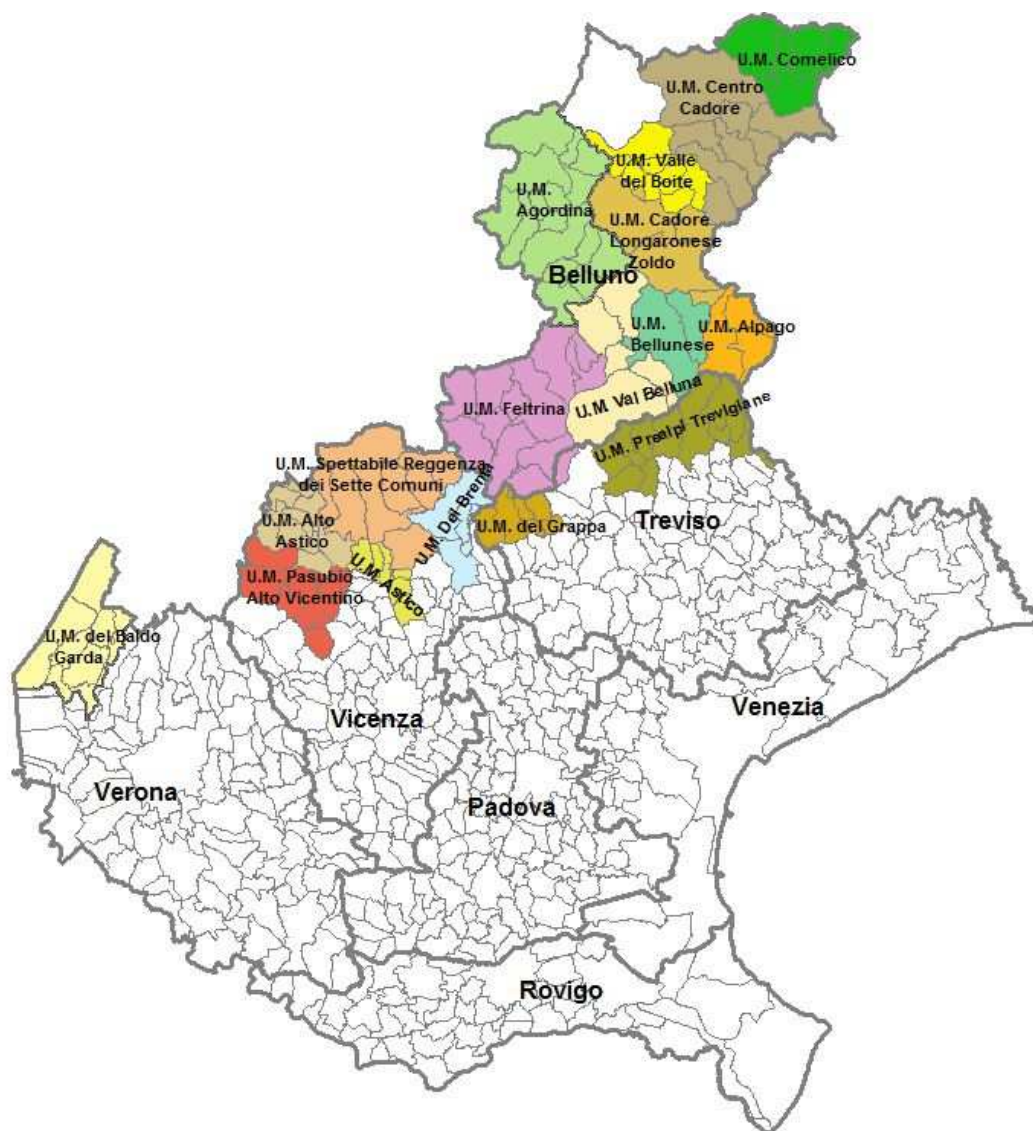 U.M. Comelico
U.M. Centro
Cadore
U.M. Valle
del Boite
U.M.
Agordina
U.M. Cadore
Longaronese
Zoldo
Belluno
U.M.
Bellunese
U.M. Alpago
U.M. Val Belluna
U.M. Feltrina
U.M. Prealpi Trevigiane
U.M. Spettabile Reggenza
dei Sette Comuni
U.M. Del Brenta
U.M. del Grappa
Treviso
U.M. Alto
Astico
U.M. Astico
U.M. Pasubio
Alto Vicentino
U.M. del Baldo
Garda
Vicenza
Venezia
Verona
Padova
Rovigo